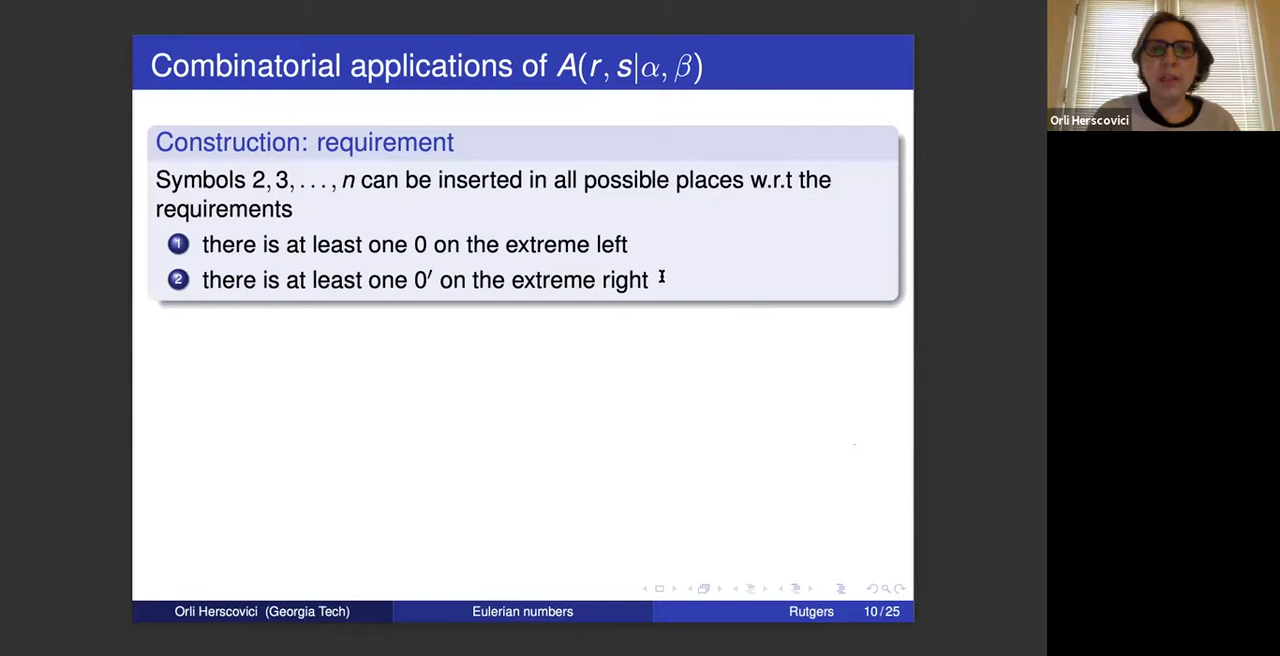 Combinatorial applications of A(r, s|α, β)
Orli Herscovici
Construction: requirement
Symbols 2, 3, . . . , n can be inserted in all possible places w.r.t the
requirements
1 there is at least one 0 on the extreme left
2 there is at least one 0′ on the extreme right
Orli Herscovici (Georgia Tech) Eulerian numbers Rutgers 10/25